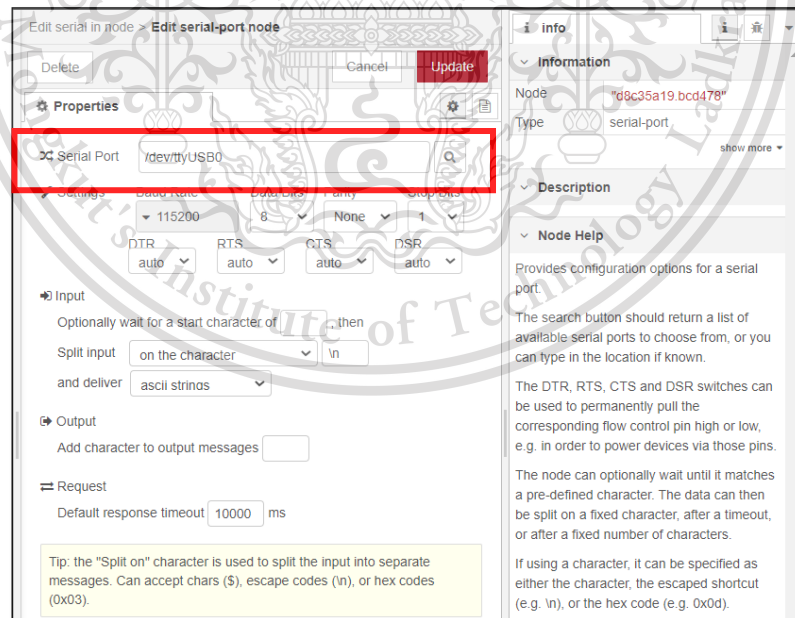 Edit serial in node > Edit serial-port node
Delete
Cancel
Update
Properties
Serial Port
/dev/ttyUSB0
Settings
Baud Rate
Data Bits
Parity
Stop Bits
115200
8
None
1
DTR
RTS
CTS
DSR
auto
auto
auto
auto
Input
Optionally wait for a start character of
, then
Split input
on the character
\n
and deliver
ascii strings
Output
Add character to output messages
Request
Default response timeout
10000
ms
Tip: the "Split on" character is used to split the input into separate
messages. Can accept chars ($), escape codes (\n), or hex codes
(0x03).
i info
i
Information
Node
"d8c35a19.bcd478"
Type
serial-port
show more
Description
Node Help
Provides configuration options for a serial
port.
The search button should return a list of
available serial ports to choose from, or you
can type in the location if known.
The DTR, RTS, CTS and DSR switches can
be used to permanently pull the
corresponding flow control pin high or low,
e.g. in order to power devices via those pins.
The node can optionally wait until it matches
a pre-defined character. The data can then
be split on a fixed character, after a timeout,
or after a fixed number of characters.
If using a character, it can be specified as
either the character, the escaped shortcut
(e.g. \n), or the hex code (e.g. 0x0d).
Institute of Technology